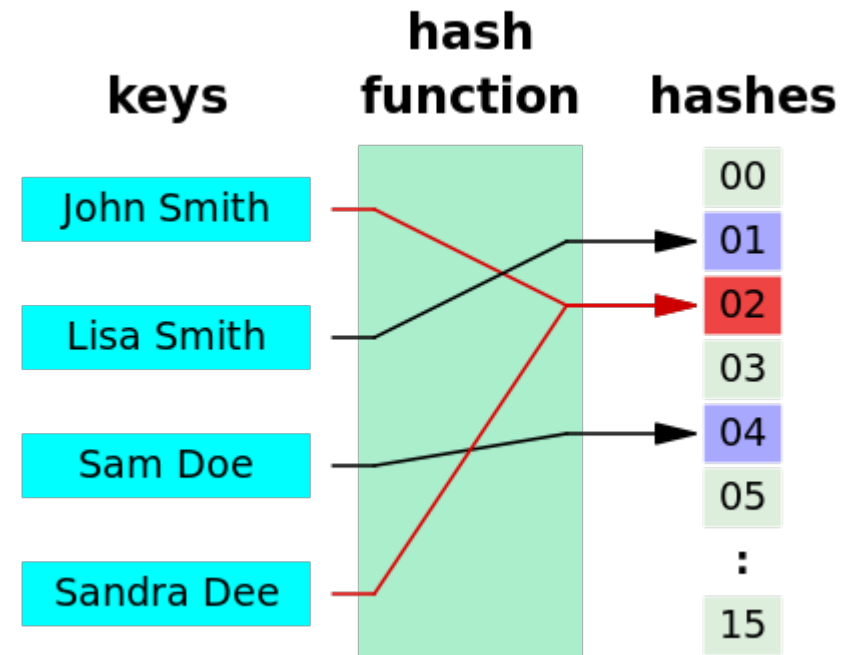 keys
hash
function
hashes
John Smith
Lisa Smith
Sam Doe
Sandra Dee
00
01
02
03
04
05
:
15